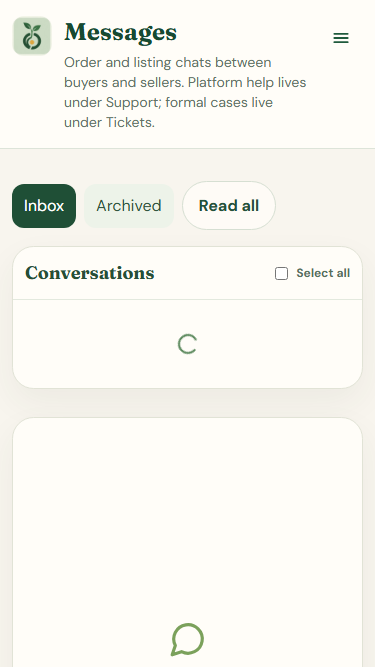 Messages
Order and listing chats between
buyers and sellers. Platform help lives
under Support; formal cases live
under Tickets.
Inbox
Archived
Read all
Conversations
Select all